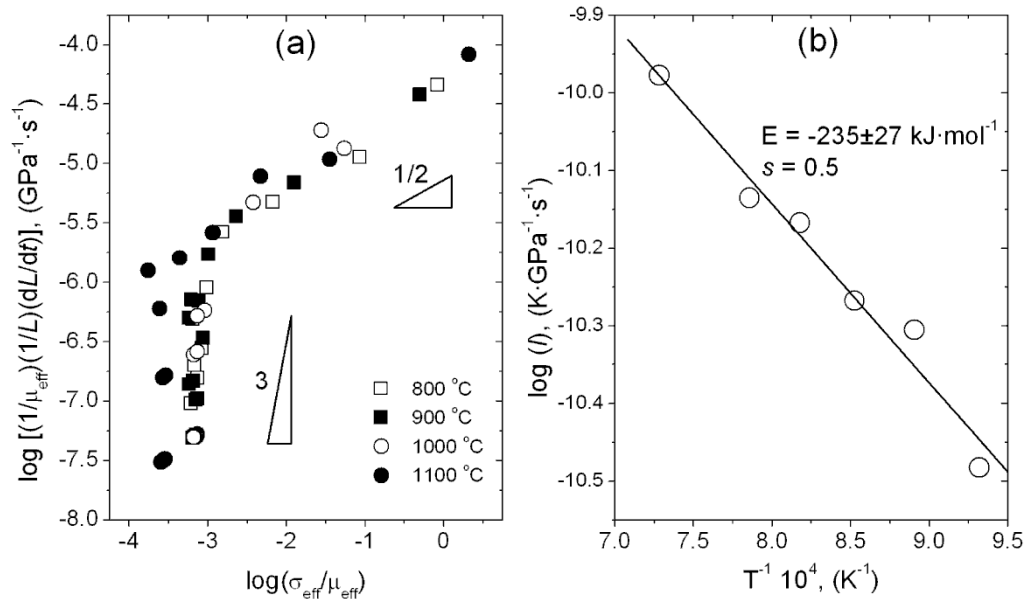 (a)
log [(1/μeff)(1/L)(dL/dt)], (GPa⁻¹·s⁻¹)
-4.0
-4.5
-5.0
-5.5
-6.0
-6.5
-7.0
-7.5
-8.0
1/2
3
800 °C
900 °C
1000 °C
1100 °C
-4 -3 -2 -1 0
log(σeff/μeff)
(b)
log (I), (K·GPa⁻¹·s⁻¹)
-9.9
-10.0
-10.1
-10.2
-10.3
-10.4
-10.5
E = -235±27 kJ·mol⁻¹
s = 0.5
7.0 7.5 8.0 8.5 9.0 9.5
T⁻¹ 10⁴, (K⁻¹)